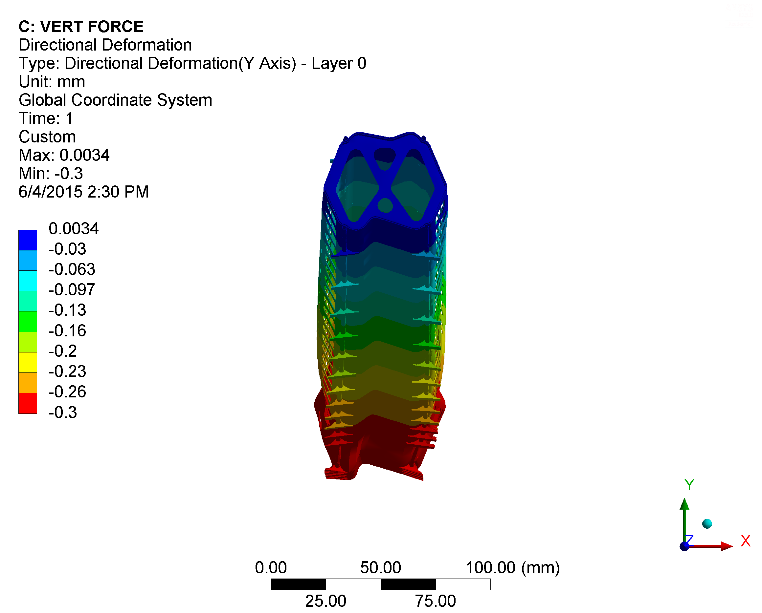 C: VERT FORCE
Directional Deformation
Type: Directional Deformation(Y Axis) - Layer 0
Unit: mm
Global Coordinate System
Time: 1
Custom
Max: 0.0034
Min: -0.3
6/4/2015 2:30 PM
0.0034
-0.03
-0.063
-0.097
-0.13
-0.16
-0.2
-0.23
-0.26
-0.3
Y
Z
X
0.00 50.00 100.00 (mm)
25.00 75.00